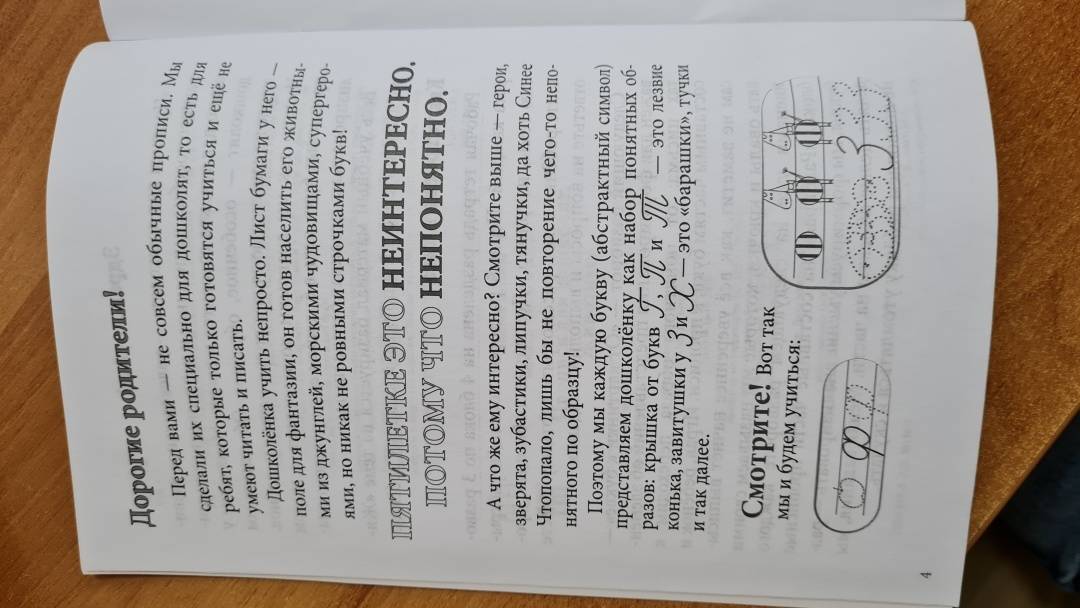 Дорогие родители!
Перед вами — не совсем обычные прописи. Мы
сделали их специально для дошколят, то есть для
ребят, которые только готовятся учиться и ещё не
умеют читать и писать.
Дошколёнка учить непросто. Лист бумаги у него —
поле для фантазии, он готов населить его животны-
ми из джунглей, морскими чудовищами, супергеро-
ями, но никак не ровными строчками букв!
ПЯТИЛЕТКЕ ЭТО НЕИНТЕРЕСНО.
ПОТОМУ ЧТО НЕПОНЯТНО.
А что же ему интересно? Смотрите выше — герои,
зверята, зубастики, липучки, тянучки, да хоть Синее
Чтопопало, лишь бы не повторение чего-то непо-
нятного по образцу!
Поэтому мы каждую букву (абстрактный символ)
представляем дошколёнку как набор понятных об-
разов: крышка от букв Г, П и Т — это лезвие
конька, завитушки у З и Х — это «барашки», тучки
и так далее.
Смотрите! Вот так
мы и будем учиться:
ф ф
З З З
4